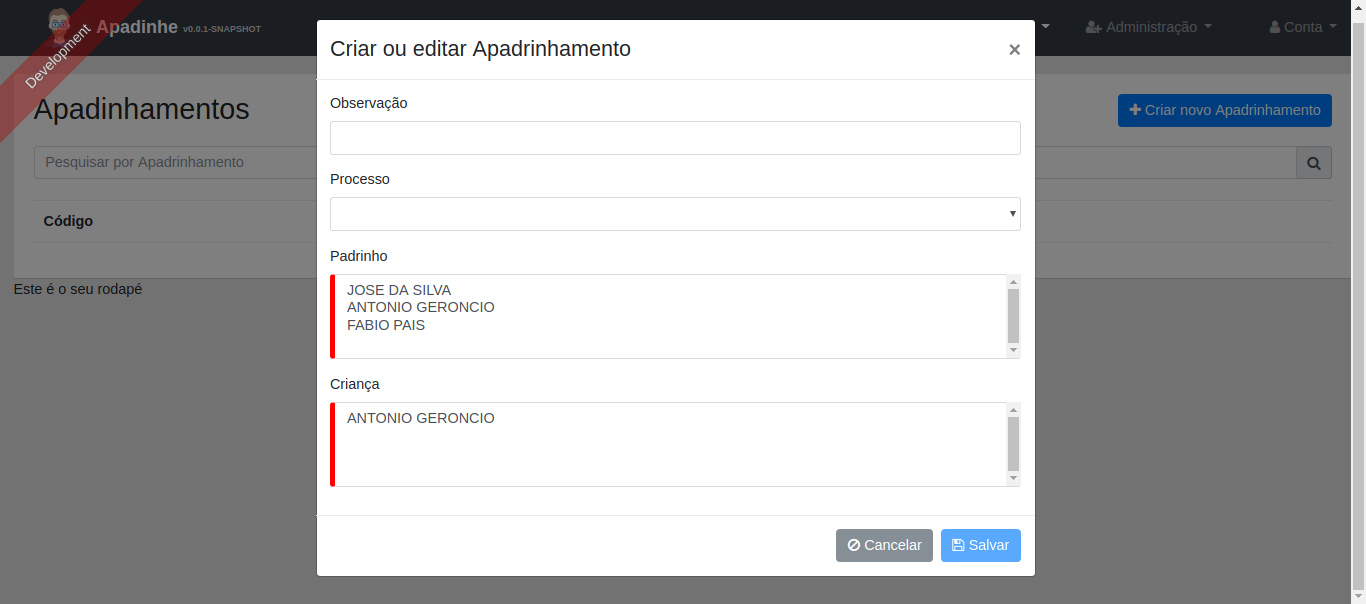 Development
Apadinhe v0.0.1-SNAPSHOT
Administração
Conta
Criar ou editar Apadrinhamento
×
Apadinhamentos
Criar novo Apadrinhamento
Pesquisar por Apadrinhamento
Código
Este é o seu rodapé
Observação
Processo
Padrinho
JOSE DA SILVA
ANTONIO GERONCIO
FABIO PAIS
Criança
ANTONIO GERONCIO
Cancelar
Salvar